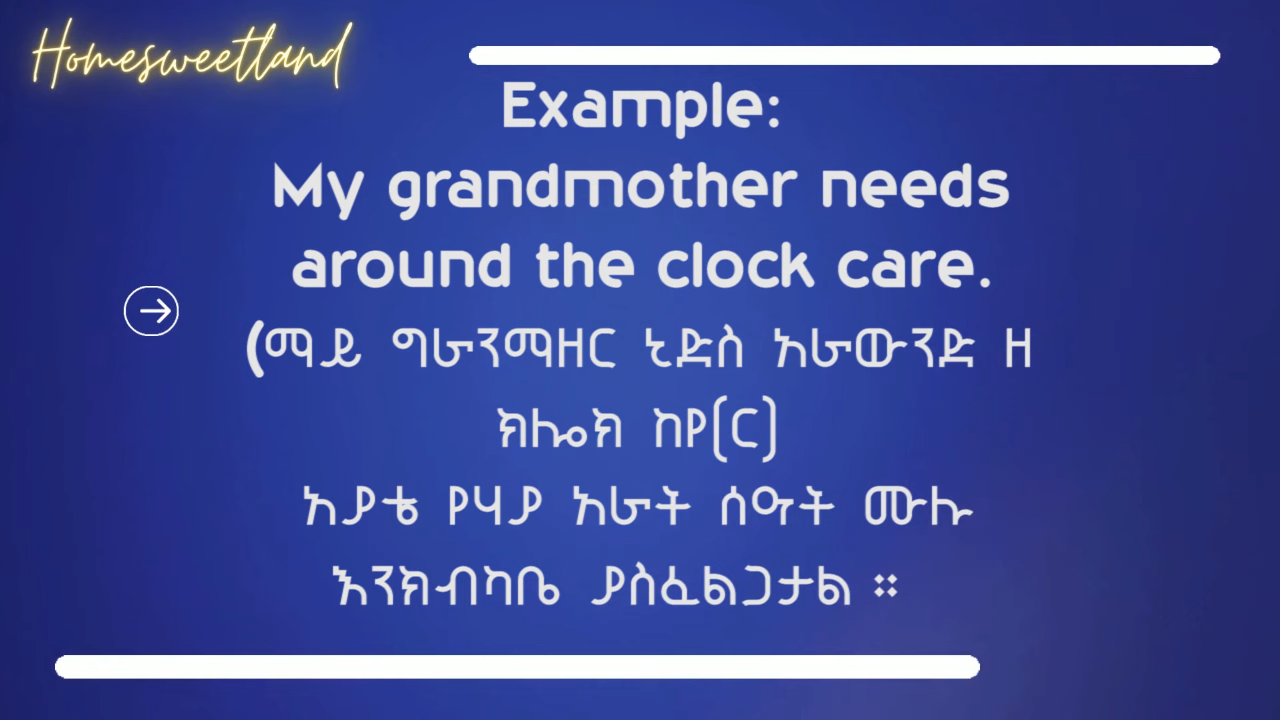 Homesweetland
Example:
My grandmother needs
around the clock care.
(ማይ ግራንማዘር ኒድስ አራውንድ ዘ
ክሎክ ከየ(ር)
አያቴ የሃያ አራት ሰዓት ሙሉ
እንክብካቤ ያስፈልጋታል ።